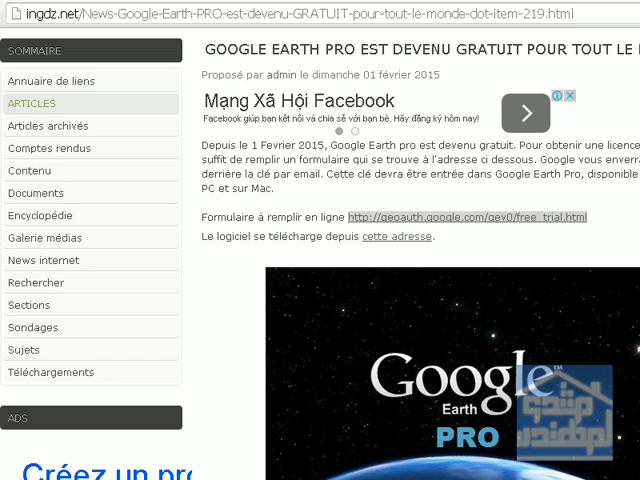 ingdz.net/News-Google-Earth-PRO-est-devenu-GRATUIT-pour-tout-le-monde-dot-item-219.html
SOMMAIRE
Annuaire de liens
ARTICLES
Articles archivés
Comptes rendus
Contenu
Documents
Encyclopédie
Galerie médias
News internet
Rechercher
Sections
Sondages
Sujets
Téléchargements
ADS
Créez un pro
GOOGLE EARTH PRO EST DEVENU GRATUIT POUR TOUT LE
Proposé par admin le dimanche 01 février 2015
Mạng Xã Hội Facebook
Facebook giúp bạn kết nối và chia sẻ với bạn bè. Hãy đăng ký hôm nay!
Depuis le 1 Fevrier 2015, Google Earth pro est devenu gratuit. Pour obtenir une licence
suffit de remplir un formulaire qui se trouve à l'adresse ci dessous. Google vous enverra
derrière la clé par email. Cette clé devra être entrée dans Google Earth Pro, disponible
PC et sur Mac.
Formulaire à remplir en ligne http://geoauth.google.com/gev0/free_trial.html
Le logiciel se télécharge depuis cette adresse.
Google™
Earth
PRO